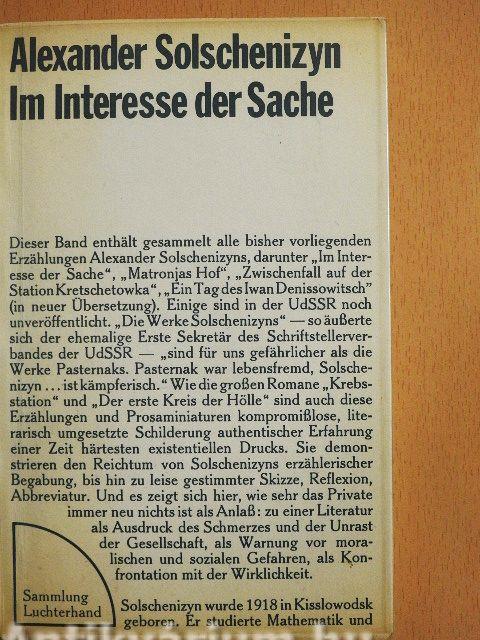 Alexander Solschenizyn
Im Interesse der Sache
Dieser Band enthält gesammelt alle bisher vorliegenden
Erzählungen Alexander Solschenizyns, darunter „Im Inter-
esse der Sache“, „Matronjas Hof“, „Zwischenfall auf der
Station Kretschetowka“, „Ein Tag des Iwan Denissowitsch“
(in neuer Übersetzung). Einige sind in der UdSSR noch
unveröffentlicht. „Die Werke Solschenizyns“ — so äußerte
sich der ehemalige Erste Sekretär des Schriftstellerver-
bandes der UdSSR — „sind für uns gefährlicher als die
Werke Pasternaks. Pasternak war lebensfremd, Solsche-
nizyn ... ist kämpferisch.“ Wie die großen Romane „Krebs-
station“ und „Der erste Kreis der Hölle“ sind auch diese
Erzählungen und Prosaminiaturen kompromißlose, lite-
rarisch umgesetzte Schilderung authentischer Erfahrung
einer Zeit härtesten existentiellen Drucks. Sie demon-
strieren den Reichtum von Solschenizyns erzählerischer
Begabung, bis hin zu leise gestimmter Skizze, Reflexion,
Abbreviatur. Und es zeigt sich hier, wie sehr das Private
immer neu nichts ist als Anlaß: zu einer Literatur
als Ausdruck des Schmerzes und der Unrast
der Gesellschaft, als Warnung vor mora-
lischen und sozialen Gefahren, als Kon-
frontation mit der Wirklichkeit.
Sammlung
Luchterhand
Solschenizyn wurde 1918 in Kisslowodsk
geboren. Er studierte Mathematik und